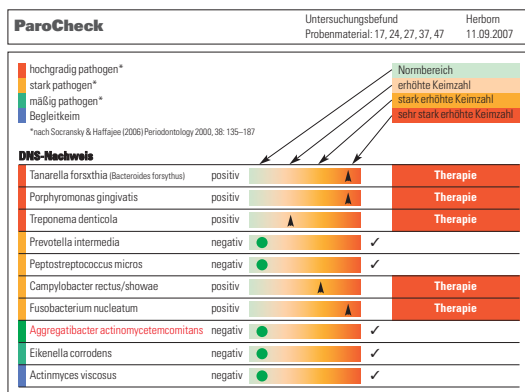 ParoCheck
Untersuchungsbefund
Probenmaterial: 17, 24, 27, 37, 47
Herborn
11.09.2007
hochgradig pathogen*
stark pathogen*
mäßig pathogen*
Begleitkeim
*nach Socransky & Haffajee (2006) Periodontology 2000, 38: 135–187
Normbereich
erhöhte Keimzahl
stark erhöhte Keimzahl
sehr stark erhöhte Keimzahl
DNS-Nachweis
Tanarella forsxthia (Bacteroides forsythus) positiv Therapie
Porphyromonas gingivatis positiv Therapie
Treponema denticola positiv Therapie
Prevotella intermedia negativ ✓
Peptostreptococcus micros negativ ✓
Campylobacter rectus/showae positiv Therapie
Fusobacterium nucleatum positiv Therapie
Aggregatibacter actinomycetemcomitans negativ ✓
Eikenella corrodens negativ ✓
Actinmyces viscosus negativ ✓